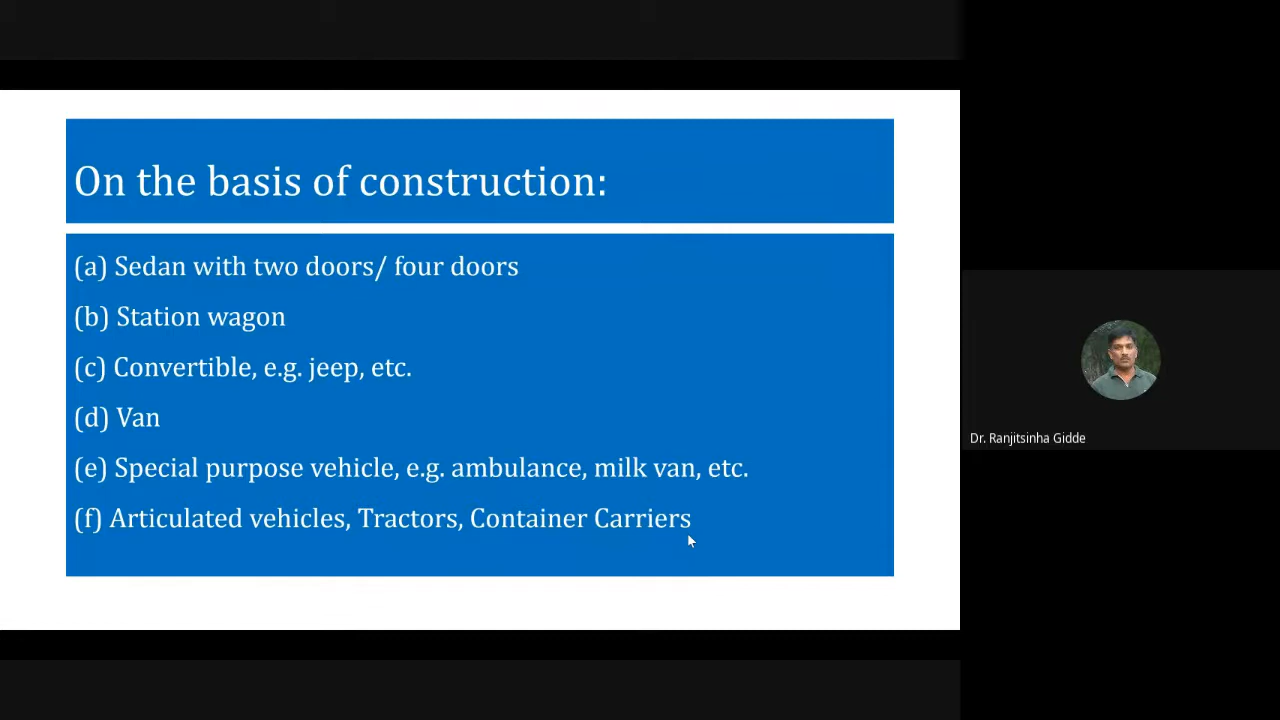 On the basis of construction:
(a) Sedan with two doors/ four doors
(b) Station wagon
(c) Convertible, e.g. jeep, etc.
(d) Van
(e) Special purpose vehicle, e.g. ambulance, milk van, etc.
(f) Articulated vehicles, Tractors, Container Carriers
Dr. Ranjitsinha Gidde